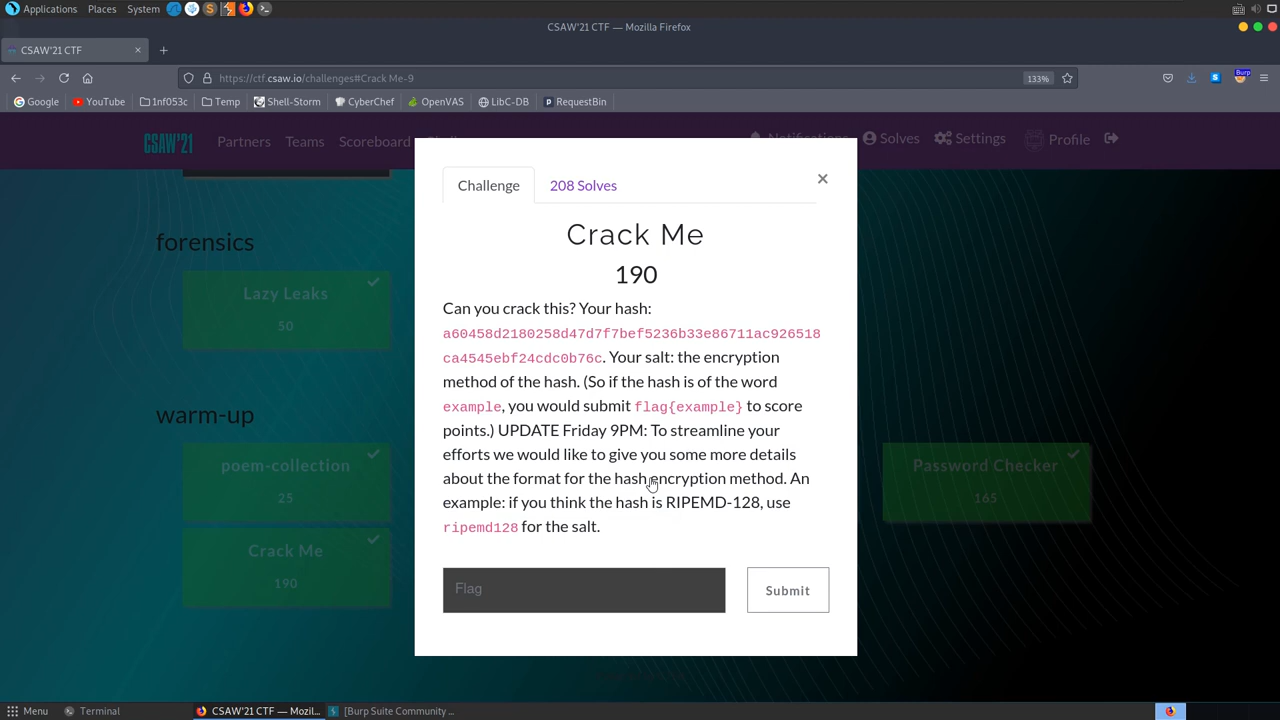 Applications Places System
CSAW'21 CTF — Mozilla Firefox
CSAW'21 CTF × +
https://ctf.csaw.io/challenges#Crack Me-9 133% Burp
Google YouTube 1nf053c Temp Shell-Storm CyberChef OpenVAS LibC-DB RequestBin
CSAW'21 Partners Teams Scoreboard Notifications Solves Settings Profile
Challenge 208 Solves ×
Crack Me
190
Can you crack this? Your hash:
a60458d2180258d47d7f7bef5236b33e86711ac926518
ca4545ebf24cdc0b76c. Your salt: the encryption
method of the hash. (So if the hash is of the word
example, you would submit flag{example} to score
points.) UPDATE Friday 9PM: To streamline your
efforts we would like to give you some more details
about the format for the hash encryption method. An
example: if you think the hash is RIPEMD-128, use
ripemd128 for the salt.
Flag Submit
forensics
Lazy Leaks
50
warm-up
poem-collection
25
Crack Me
190
Password Checker
165
Menu Terminal CSAW'21 CTF — Mozil... [Burp Suite Community ...